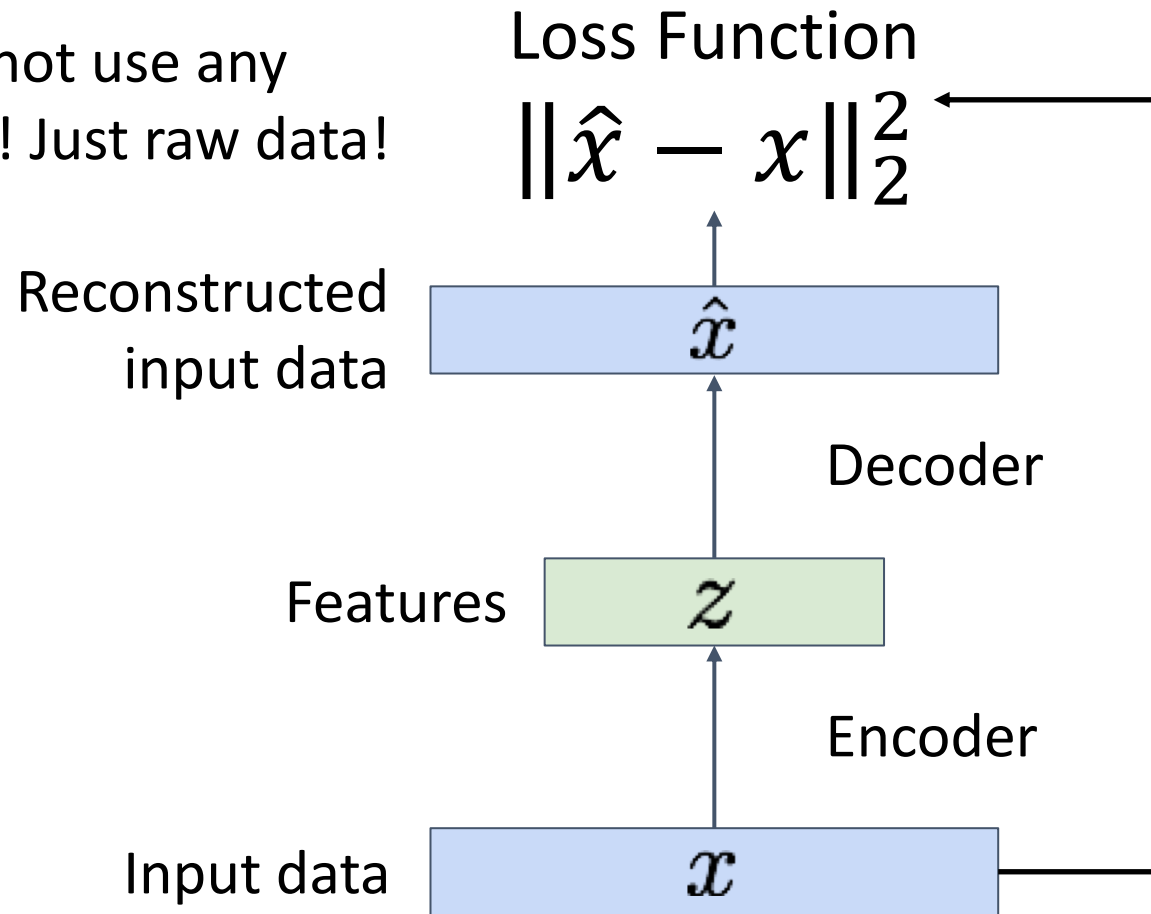 Loss Function
not use any
! Just raw data!
‖x̂ − x‖₂²
Reconstructed
input data
x̂
Decoder
Features
z
Encoder
Input data
x